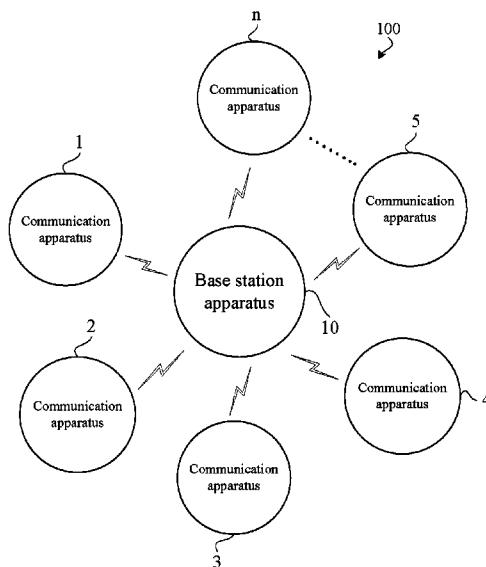 n
100
Communication
apparatus
5
Communication
apparatus
1
Communication
apparatus
Base station
apparatus
10
2
Communication
apparatus
Communication
apparatus
4
Communication
apparatus
3